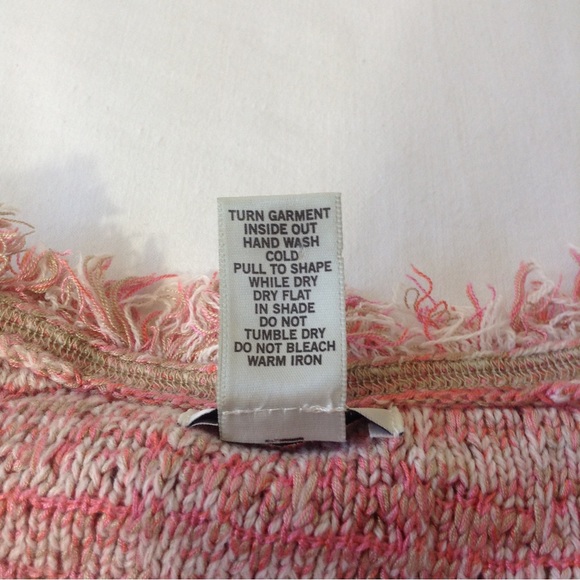 TURN GARMENT
INSIDE OUT
HAND WASH
COLD
PULL TO SHAPE
WHILE DRY
DRY FLAT
IN SHADE
DO NOT
TUMBLE DRY
DO NOT BLEACH
WARM IRON